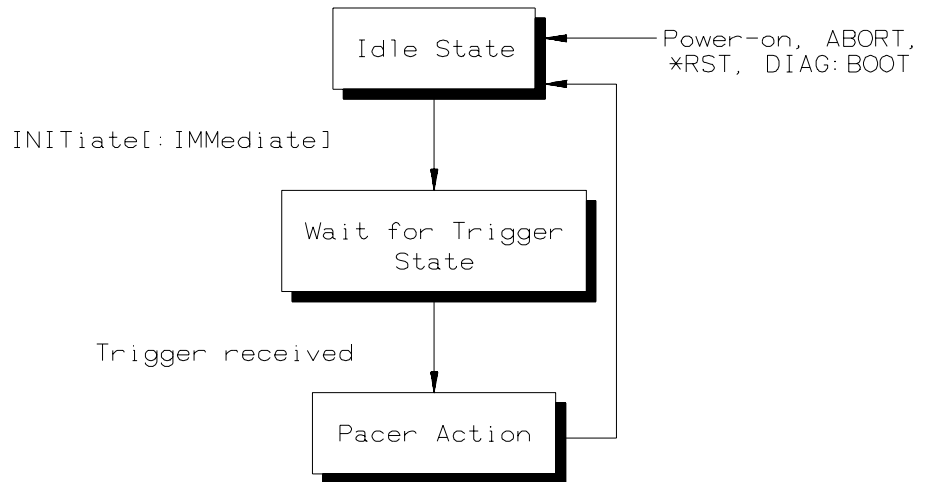 Idle State
Power-on, ABORT,
*RST, DIAG:BOOT
INITiate[:IMMediate]
Wait for Trigger
State
Trigger received
Pacer Action